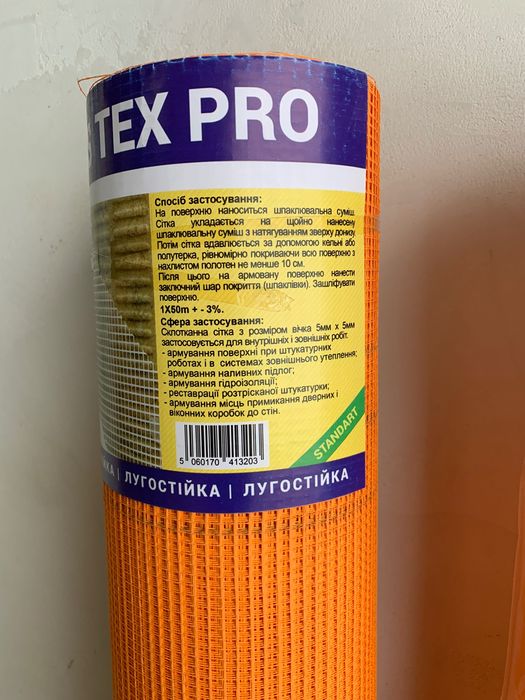 TEX PRO
Спосіб застосування:
На поверхню наноситься шпаклювальна суміш.
Сітка укладається на щойно нанесену
шпаклювальну суміш з натягуванням зверху донизу.
Потім сітка вдавлюється за допомогою кельні або
полутерка, рівномірно покриваючи всю поверхню з
нахлистом полотен не менше 10 см.
Після цього на армовану поверхню нанести
заключний шар покриття (шпаклівки). Зашліфувати
поверхню.
1X50m + - 3%.
Сфера застосування:
Склотканна сітка з розміром вічка 5мм х 5мм
застосовується для внутрішніх і зовнішніх робіт.
- армування поверхні при штукатурних
роботах і в системах зовнішнього утеплення;
- армування наливних підлог;
- армування гідроізоляції;
- реставрації розтрісканої штукатурки;
- армування місць примикання дверних і
віконних коробок до стін.
5 060170 413203
STANDART
ЛУГОСТІЙКА | ЛУГОСТІЙКА